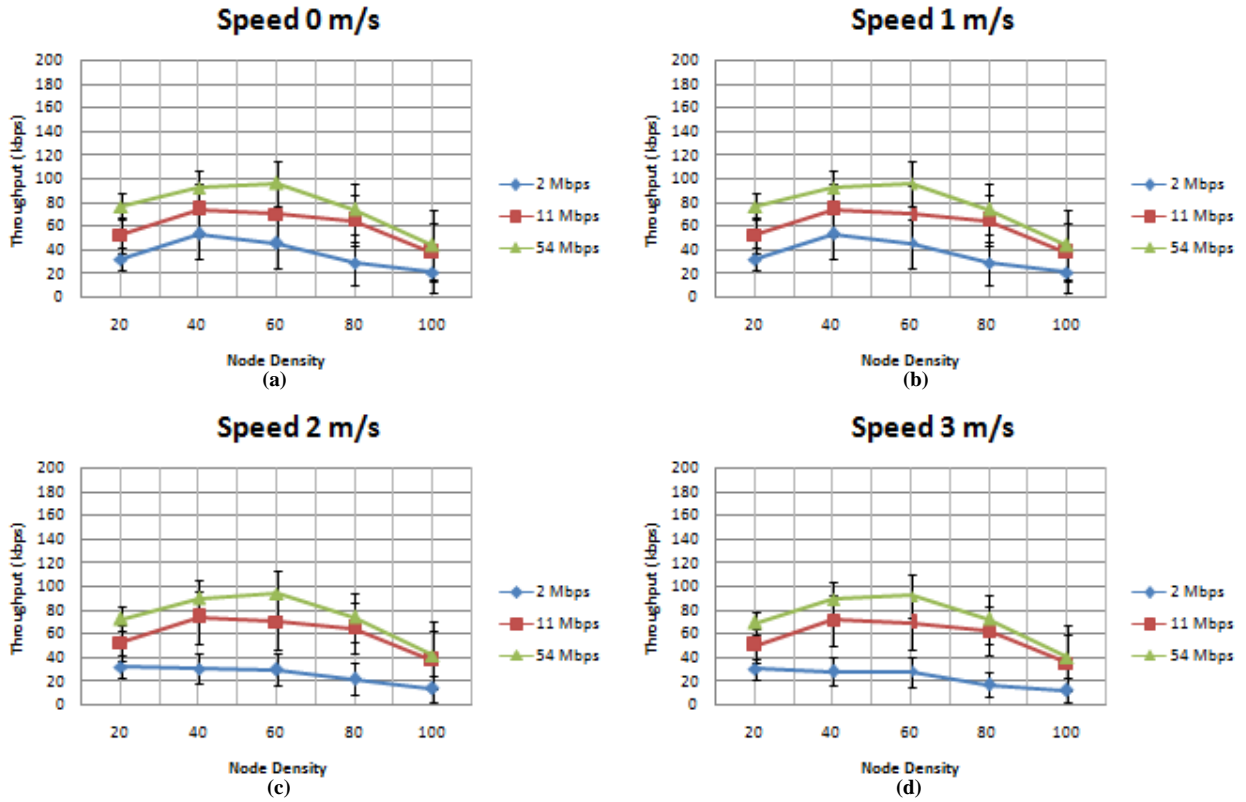 Speed 0 m/s
Throughput (kbps)
200
180
160
140
120
100
80
60
40
20
0
20 40 60 80 100
Node Density
2 Mbps
11 Mbps
54 Mbps
(a)
Speed 1 m/s
Throughput (kbps)
200
180
160
140
120
100
80
60
40
20
0
20 40 60 80 100
Node Density
2 Mbps
11 Mbps
54 Mbps
(b)
Speed 2 m/s
Throughput (kbps)
200
180
160
140
120
100
80
60
40
20
0
20 40 60 80 100
Node Density
2 Mbps
11 Mbps
54 Mbps
(c)
Speed 3 m/s
Throughput (kbps)
200
180
160
140
120
100
80
60
40
20
0
20 40 60 80 100
Node Density
2 Mbps
11 Mbps
54 Mbps
(d)